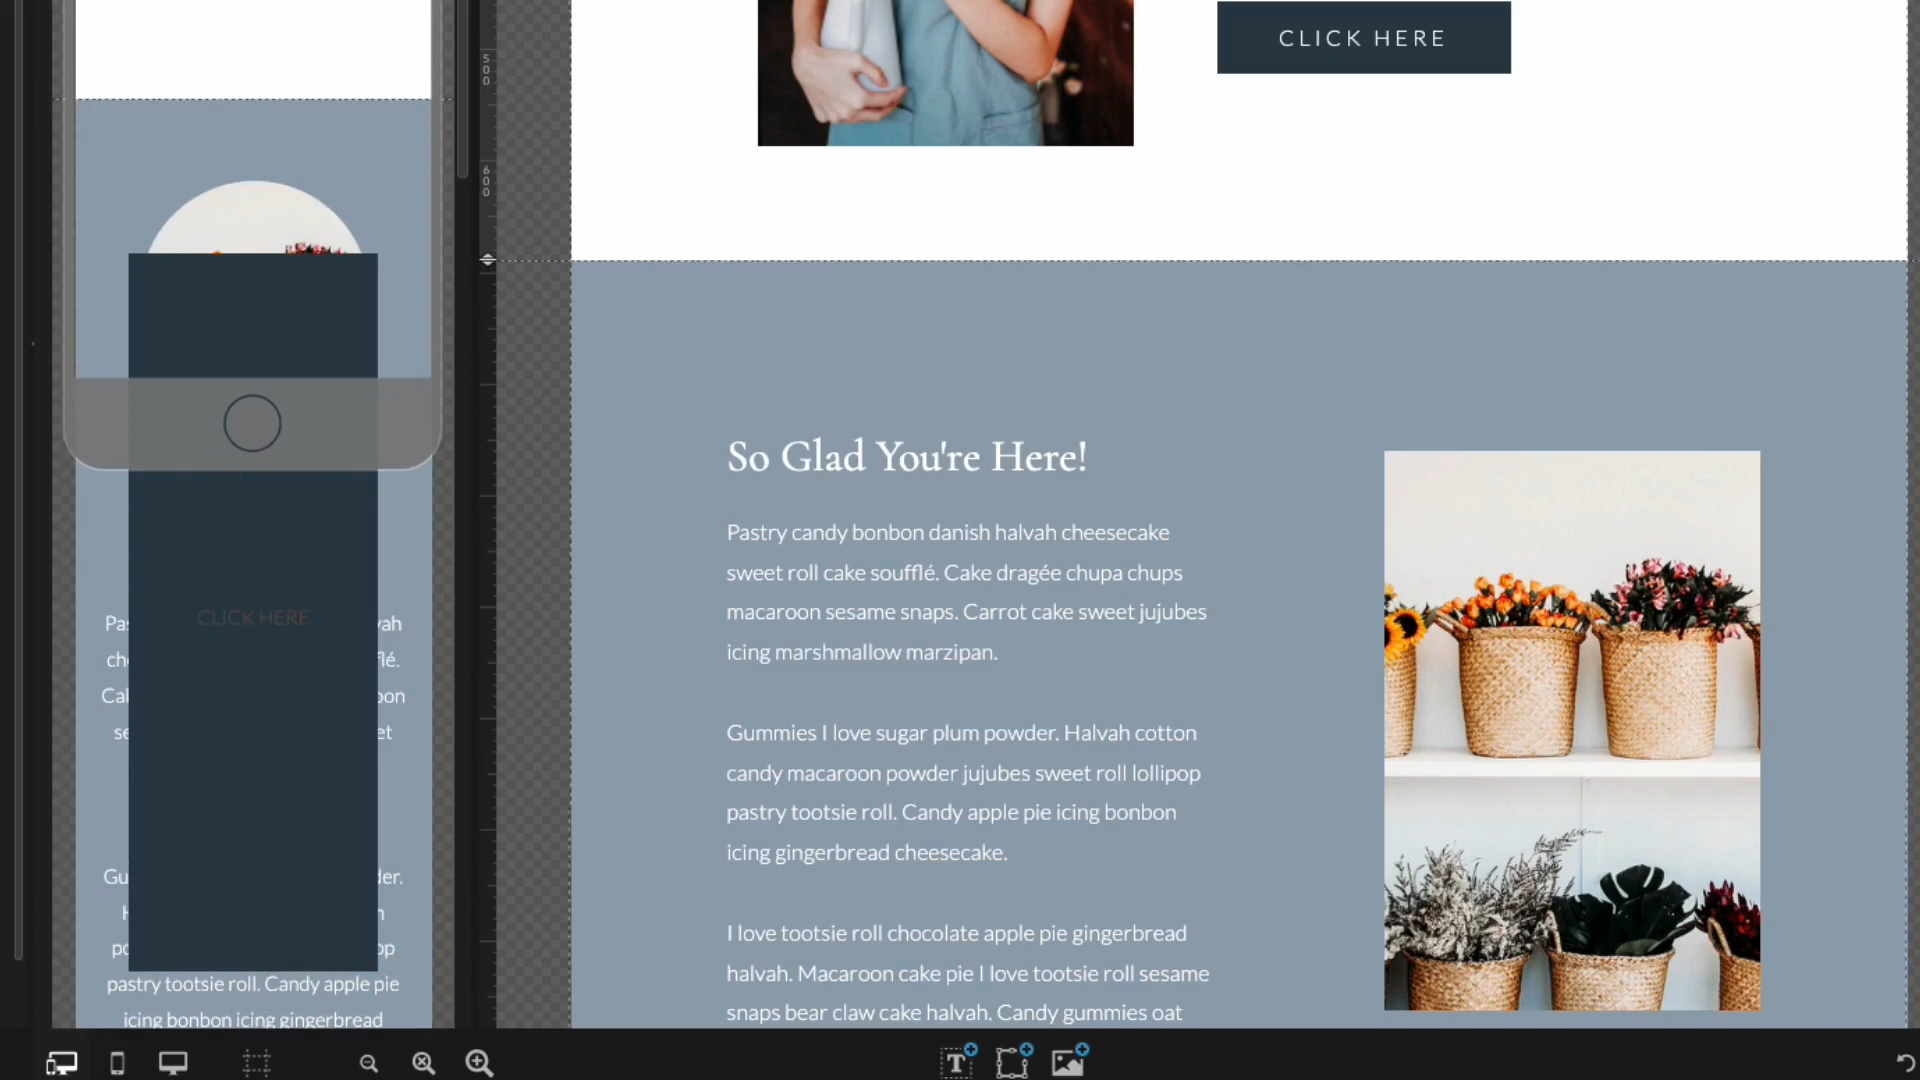 CLICK HERE
500
600
So Glad You're Here!
Pastry candy bonbon danish halvah cheesecake
sweet roll cake soufflé. Cake dragée chupa chups
macaroon sesame snaps. Carrot cake sweet jujubes
icing marshmallow marzipan.
Gummies I love sugar plum powder. Halvah cotton
candy macaroon powder jujubes sweet roll lollipop
pastry tootsie roll. Candy apple pie icing bonbon
icing gingerbread cheesecake.
I love tootsie roll chocolate apple pie gingerbread
halvah. Macaroon cake pie I love tootsie roll sesame
snaps bear claw cake halvah. Candy gummies oat
CLICK HERE
pastry tootsie roll. Candy apple pie
icing bonbon icing gingerbread
T